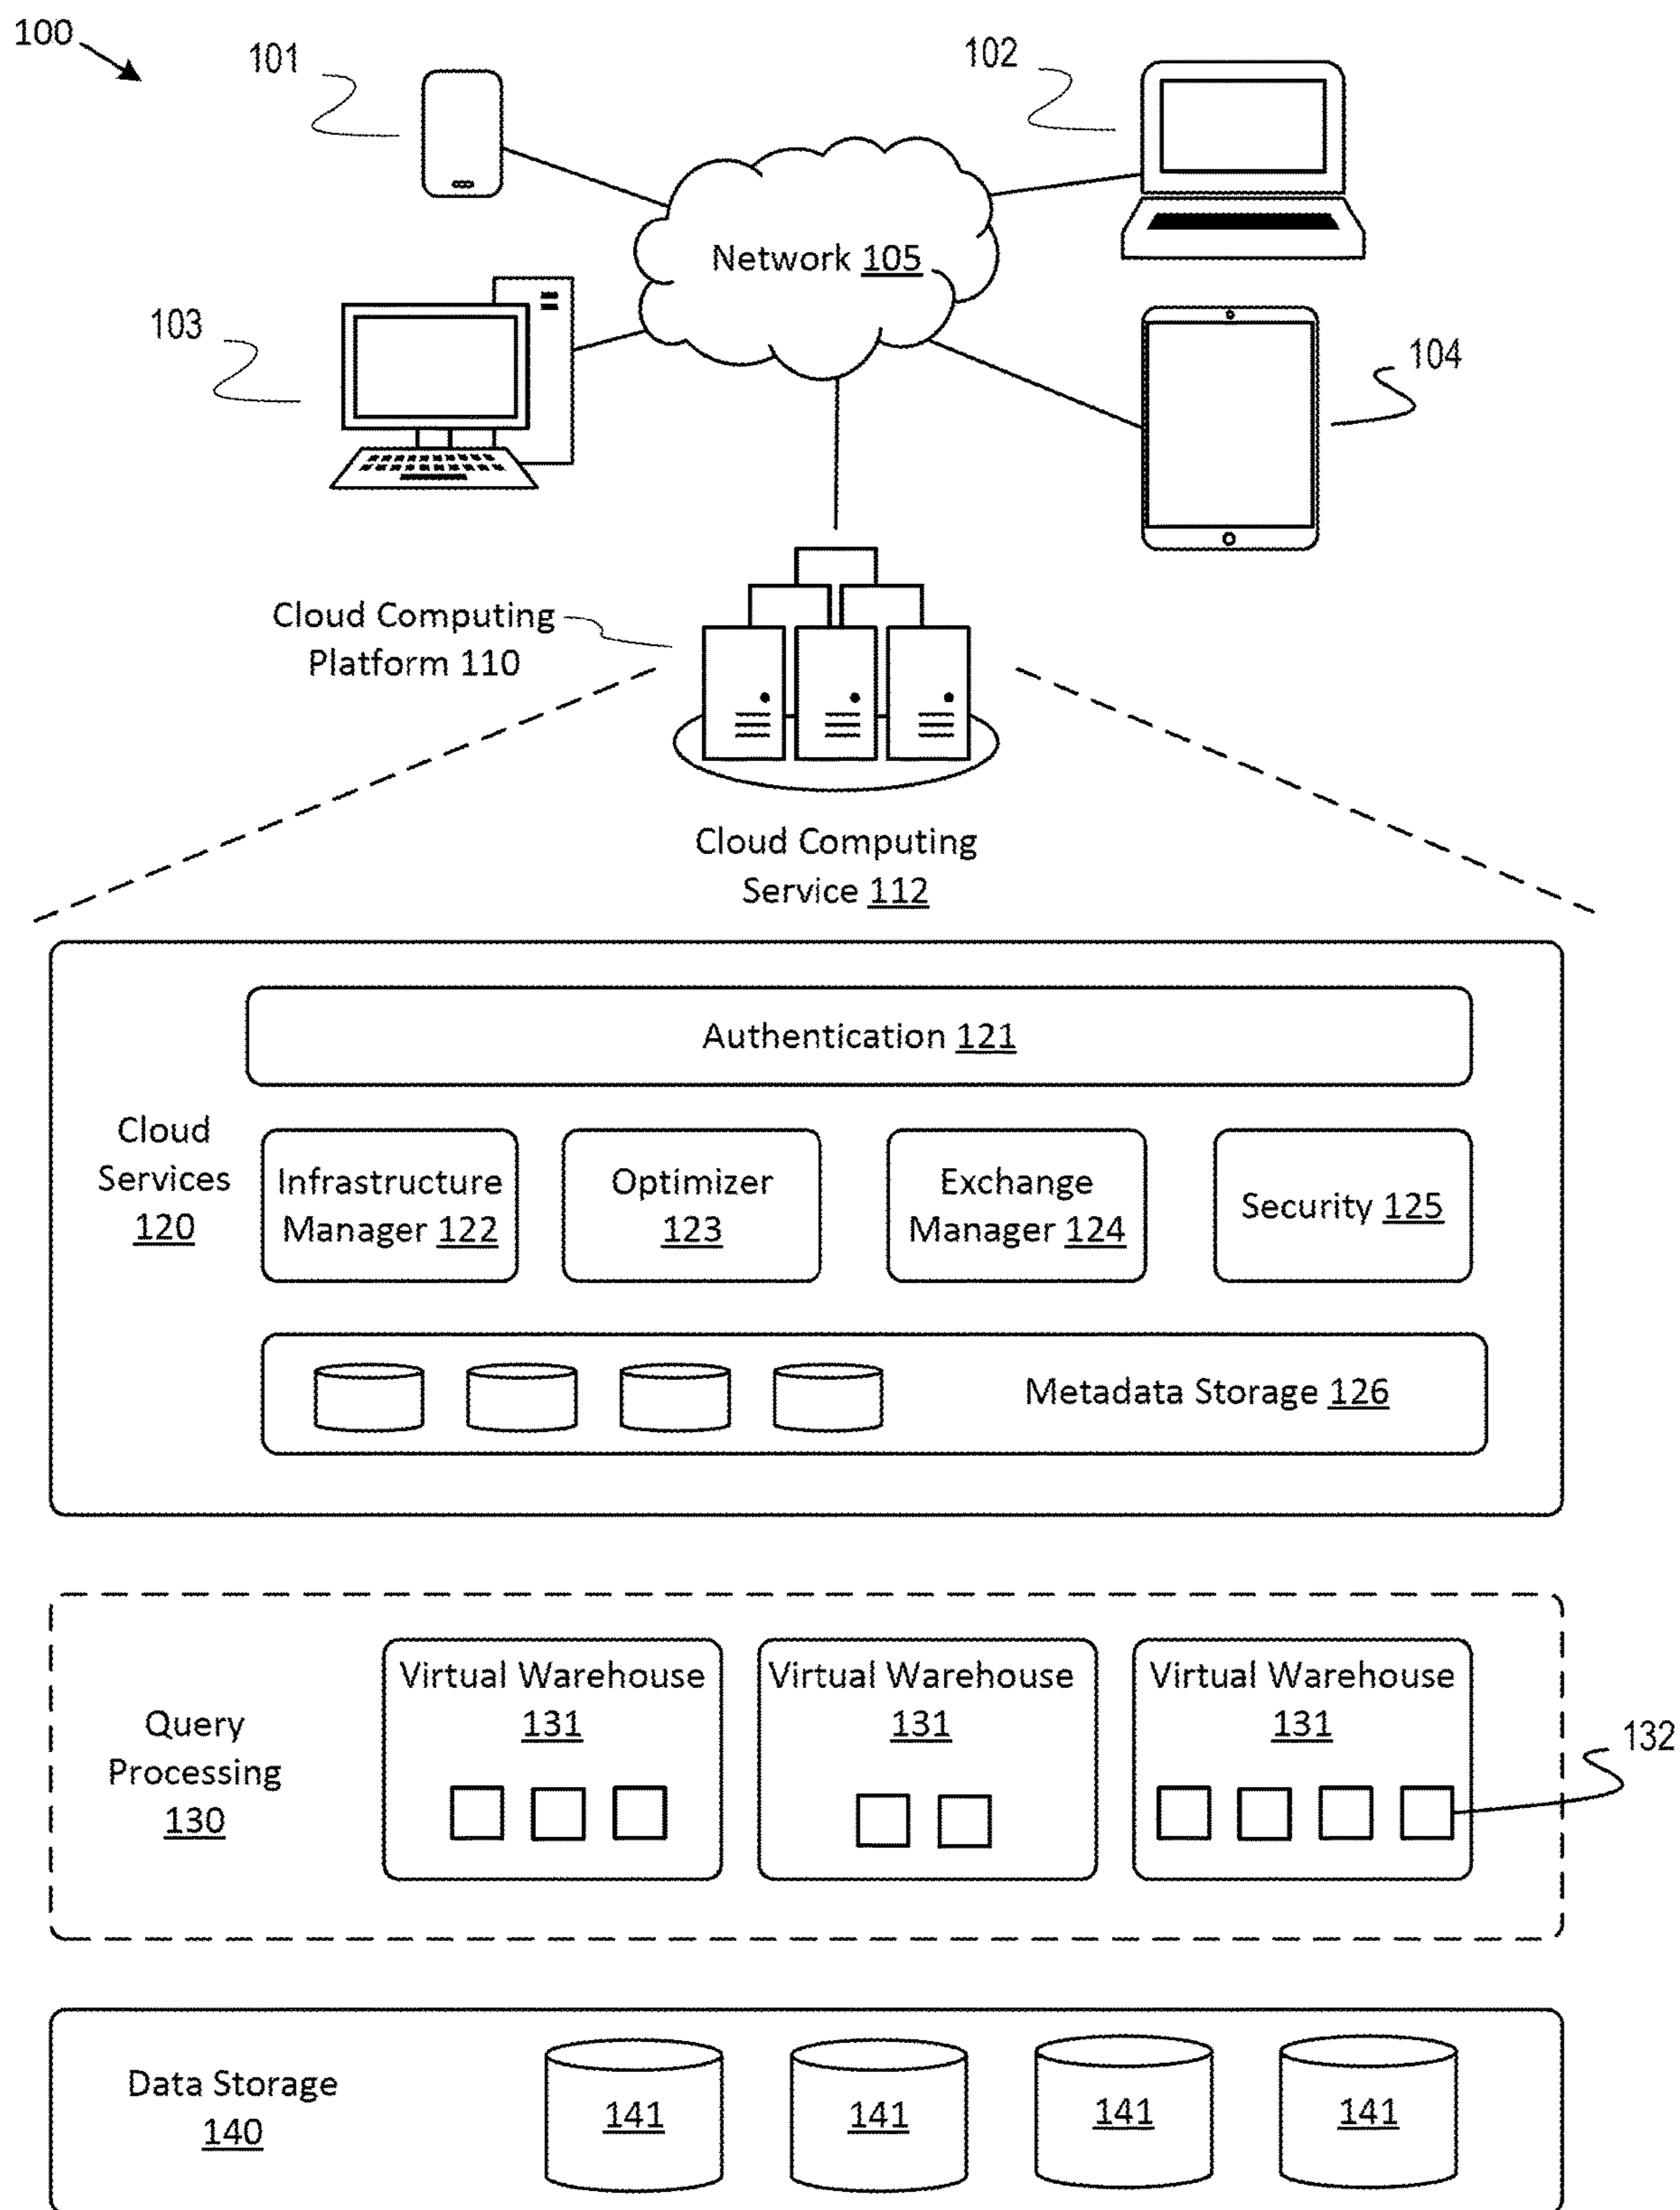 100
101
102
Network 105
103
104
Cloud Computing
Platform 110
Cloud Computing
Service 112
Authentication 121
Cloud
Services
120
Infrastructure
Manager 122
Optimizer
123
Exchange
Manager 124
Security 125
Metadata Storage 126
Query
Processing
130
Virtual Warehouse
131
Virtual Warehouse
131
Virtual Warehouse
131
132
Data Storage
140
141
141
141
141